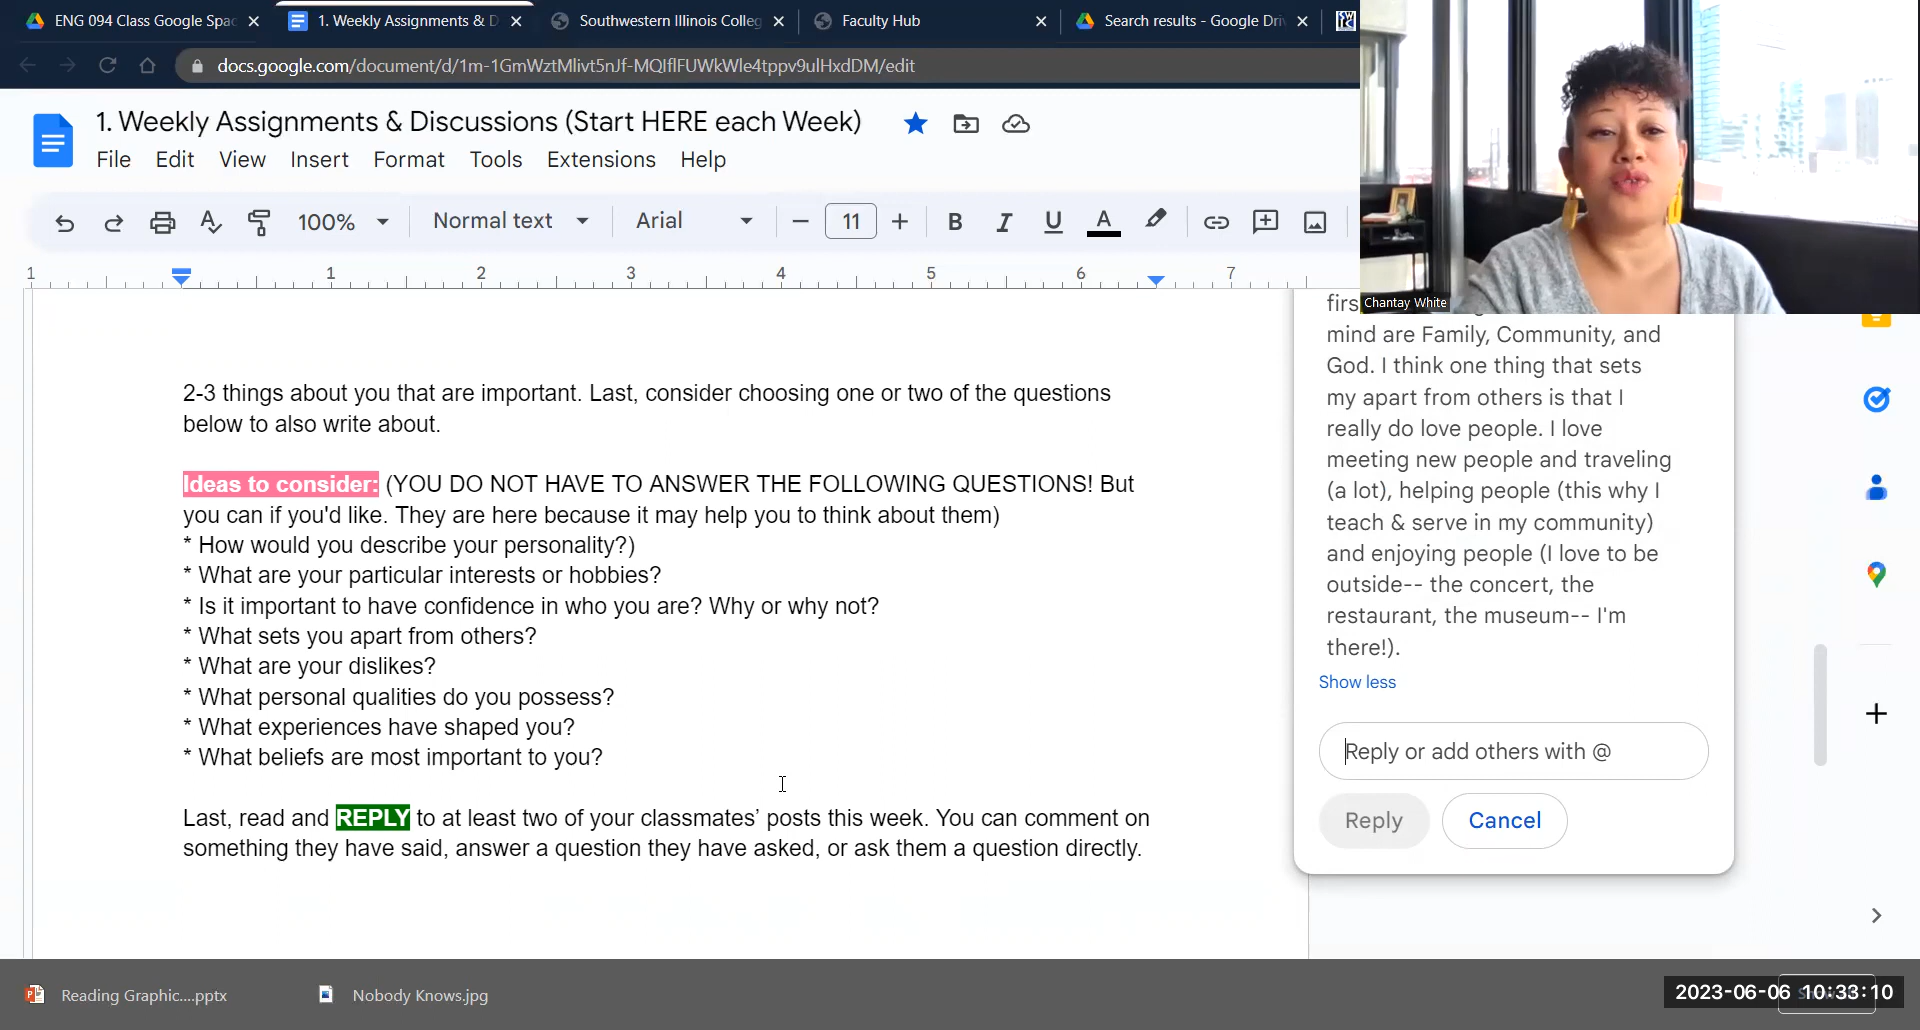 ENG 094 Class Google Spac
1. Weekly Assignments & D
Southwestern Illinois Colleg
Faculty Hub
Search results - Google Dri
docs.google.com/document/d/1m-1GmWztMlivt5nJf-MQIflFUWkWle4tppv9ulHxdDM/edit
1. Weekly Assignments & Discussions (Start HERE each Week)
File Edit View Insert Format Tools Extensions Help
100% Normal text Arial 11 B I U A
1 1 2 3 4 5 6 7
Chantay White
2-3 things about you that are important. Last, consider choosing one or two of the questions
below to also write about.
Ideas to consider: (YOU DO NOT HAVE TO ANSWER THE FOLLOWING QUESTIONS! But
you can if you'd like. They are here because it may help you to think about them)
* How would you describe your personality?)
* What are your particular interests or hobbies?
* Is it important to have confidence in who you are? Why or why not?
* What sets you apart from others?
* What are your dislikes?
* What personal qualities do you possess?
* What experiences have shaped you?
* What beliefs are most important to you?
Last, read and REPLY to at least two of your classmates’ posts this week. You can comment on
something they have said, answer a question they have asked, or ask them a question directly.
mind are Family, Community, and
God. I think one thing that sets
my apart from others is that I
really do love people. I love
meeting new people and traveling
(a lot), helping people (this why I
teach & serve in my community)
and enjoying people (I love to be
outside-- the concert, the
restaurant, the museum-- I'm
there!).
Show less
Reply or add others with @
Reply Cancel
Reading Graphic....pptx
Nobody Knows.jpg
2023-06-06 10:33:10